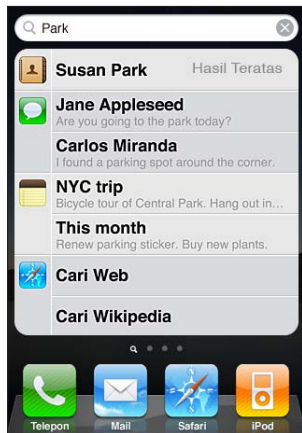 Park
Susan Park Hasil Teratas
Jane Appleseed
Are you going to the park today?
Carlos Miranda
I found a parking spot around the corner.
NYC trip
Bicycle tour of Central Park. Hang out in...
This month
Renew parking sticker. Buy new plants.
Cari Web
Cari Wikipedia
Telepon Mail Safari iPod